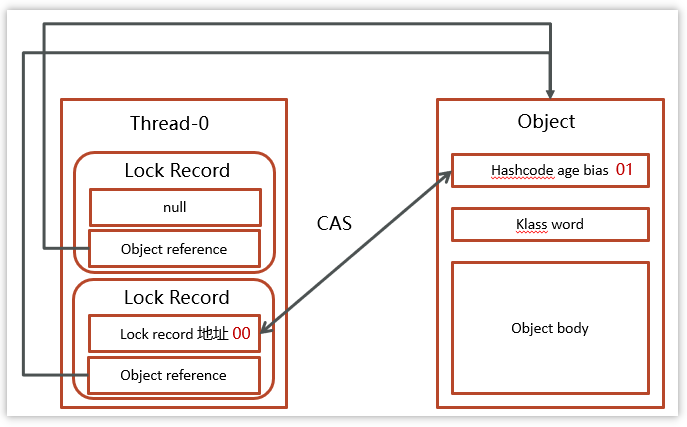 Thread-0
Lock Record
null
Object reference
Lock Record
Lock record 地址 00
Object reference
CAS
Object
Hashcode age bias 01
Klass word
Object body